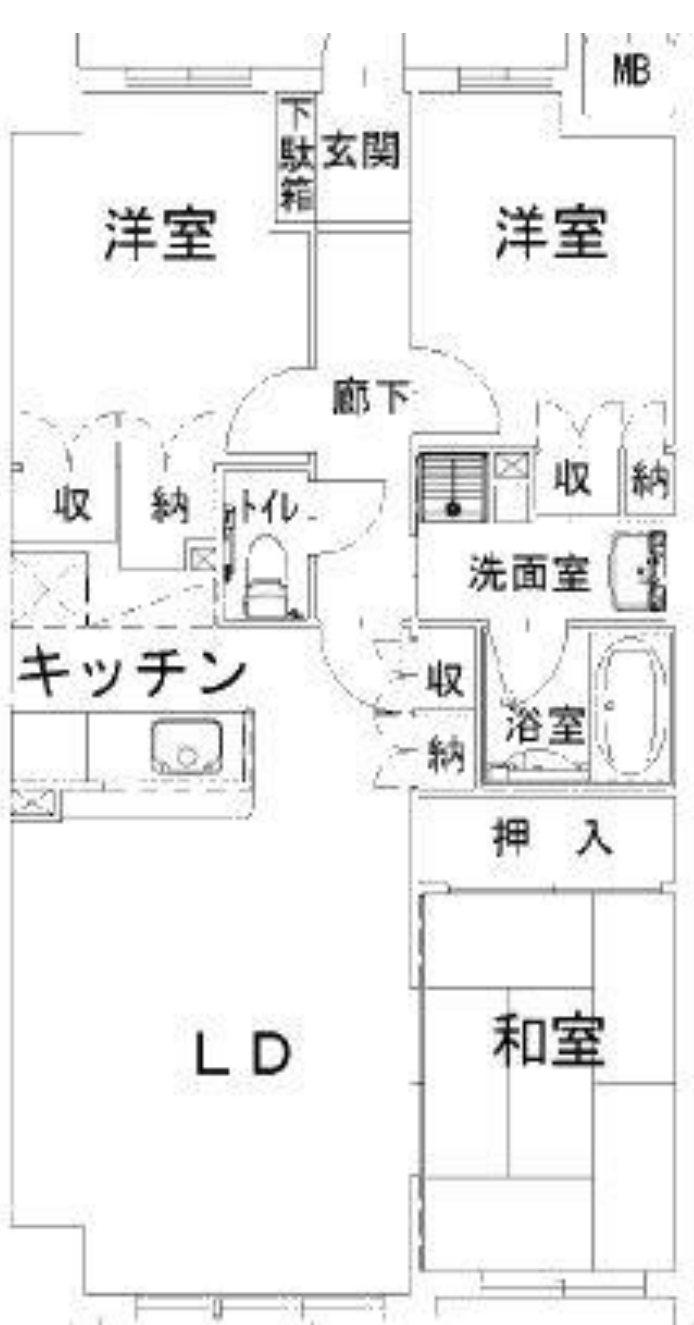 MB
下駄箱
玄関
洋室
洋室
廊下
収
納
トイレ
収
納
洗面室
キッチン
収
納
浴室
押 入
LD
和室